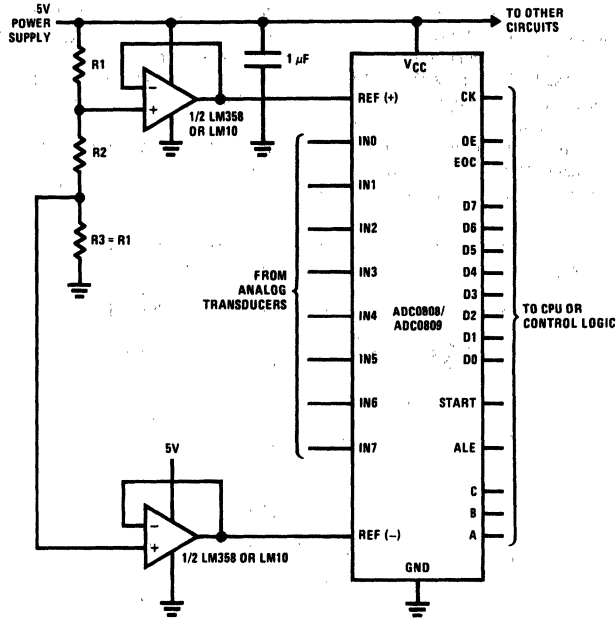 5V
POWER
SUPPLY
TO OTHER
CIRCUITS
R1
1 µF
VCC
REF (+)
CK
1/2 LM358
OR LM10
IN0
OE
EOC
R2
IN1
D7
IN2
D6
D5
R3 = R1
IN3
D4
FROM
ANALOG
TRANSDUCERS
D3
ADC0808/
ADC0809
TO CPU OR
CONTROL LOGIC
IN4
D2
D1
IN5
D0
IN6
START
5V
IN7
ALE
C
B
REF (–)
A
1/2 LM358 OR LM10
GND
−
+
−
+